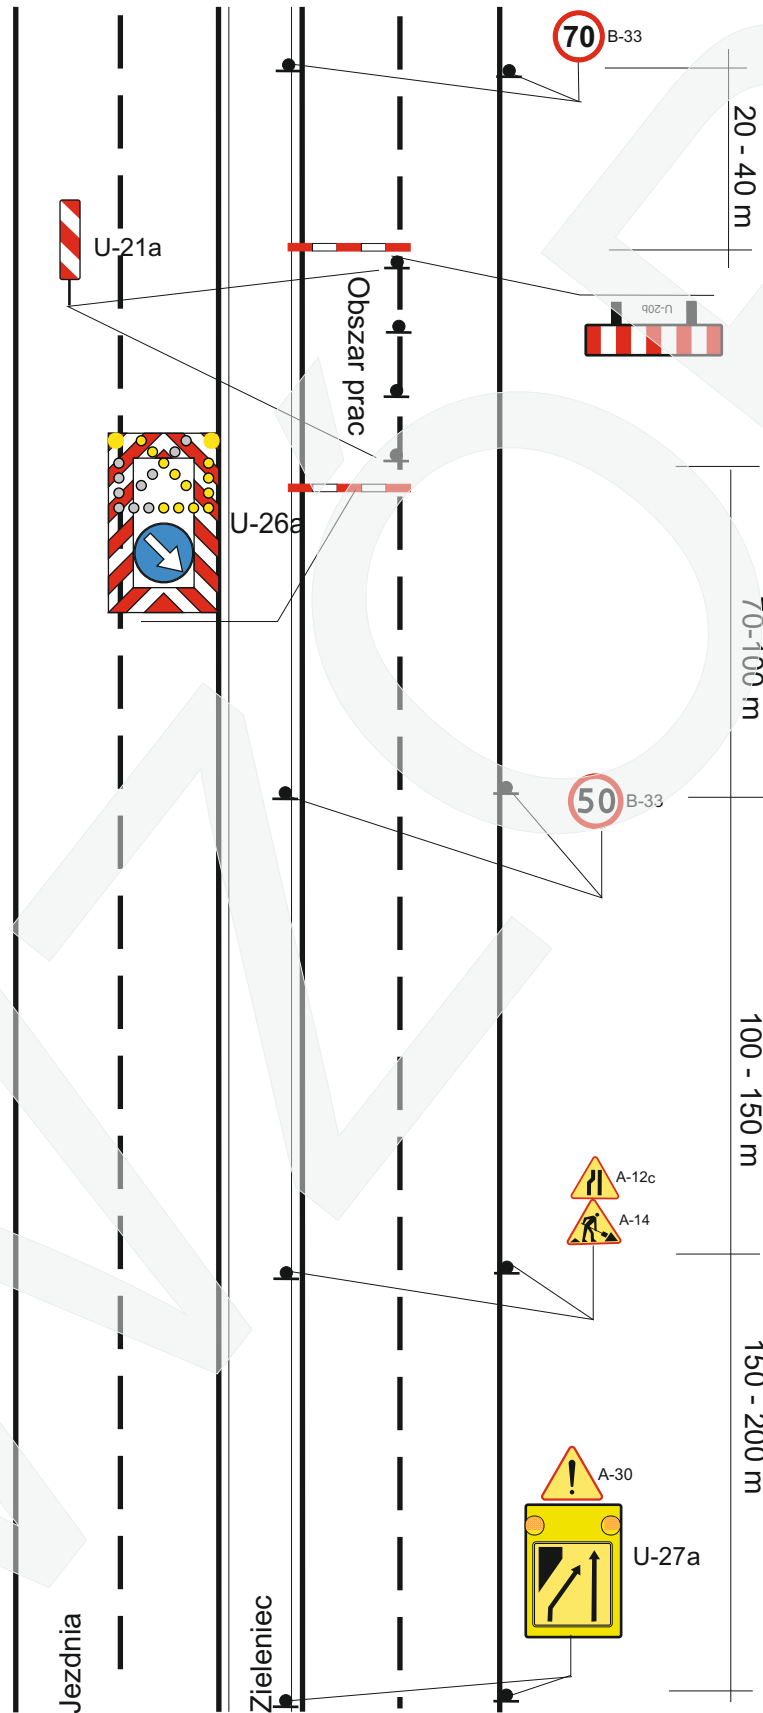 70
B-33
20 - 40 m
U-21a
U-20b
Obszar prac
U-26a
70-100 m
50
B-33
100 - 150 m
A-12c
A-14
150 - 200 m
A-30
U-27a
Jezdnia
Zieleniec